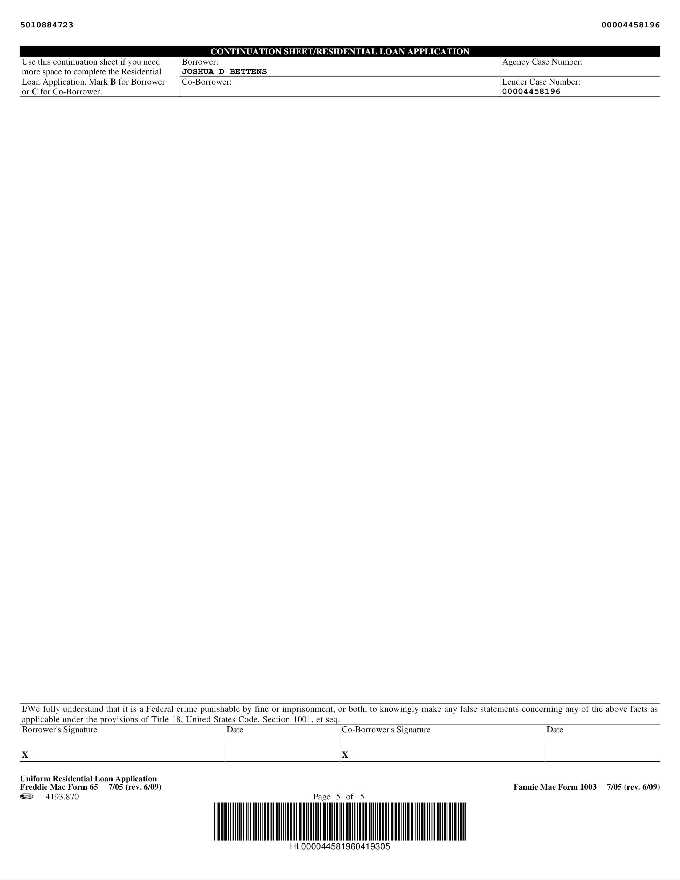 5010884723 00004458196
CONTINUATION SHEET/RESIDENTIAL LOAN APPLICATION
Use this continuation sheet if you need Borrower: Agency Case Number:
more space to complete the Residential JOSHUA D BETTENS
Loan Application. Mark B for Borrower Co-Borrower: Lender Case Number:
or C for Co-Borrower. 00004458196
I/We fully understand that it is a Federal crime punishable by fine or imprisonment, or both, to knowingly make any false statements concerning any of the above facts as
applicable under the provisions of Title 18, United States Code, Section 1001, et seq.
Borrower's Signature Date Co-Borrower's Signature Date
X X
Uniform Residential Loan Application
Freddie Mac Form 65 7/05 (rev. 6/09) Fannie Mae Form 1003 7/05 (rev. 6/09)
4193.870 Page 5 of 5
HL000044581960419305